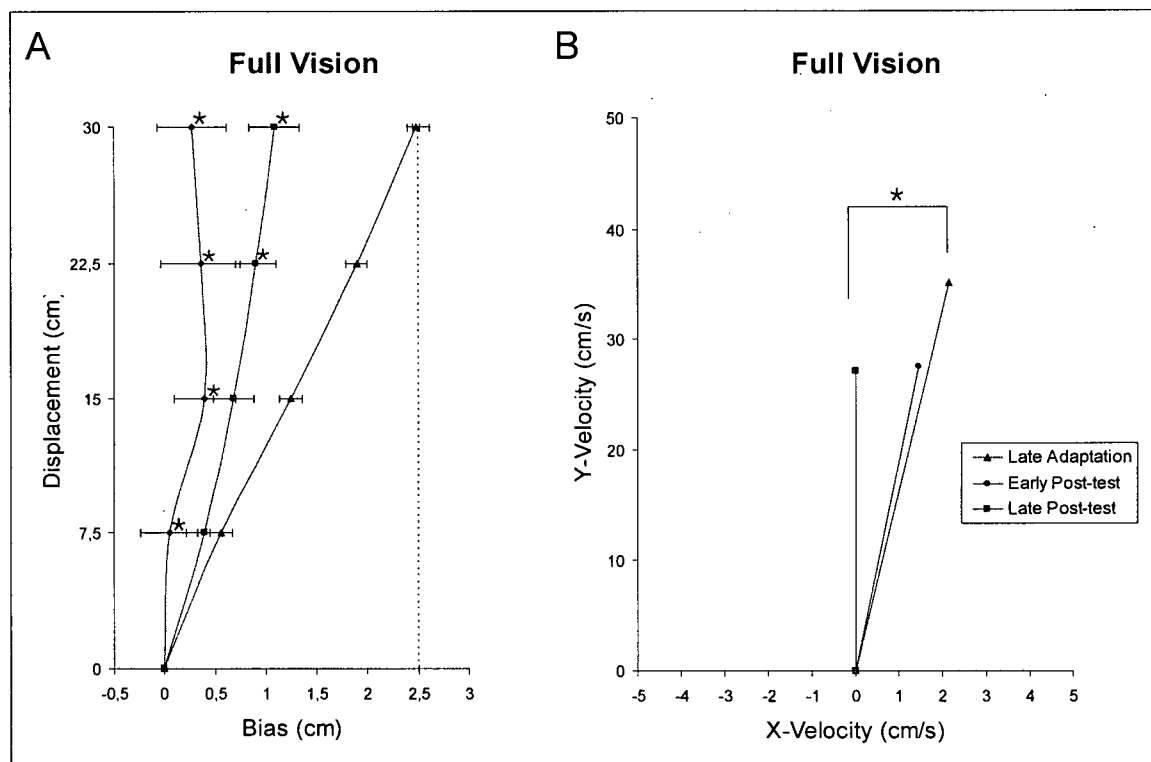 A
Full Vision
*
*
30
*
*
22,5
*
15
*
7,5
0
-0,5 0 0,5 1 1,5 2 2,5 3
Displacement (cm)
Bias (cm)
B
Full Vision
50
*
40
30
20
10
0
-5 -4 -3 -2 -1 0 1 2 3 4 5
Y-Velocity (cm/s)
X-Velocity (cm/s)
Late Adaptation
Early Post-test
Late Post-test